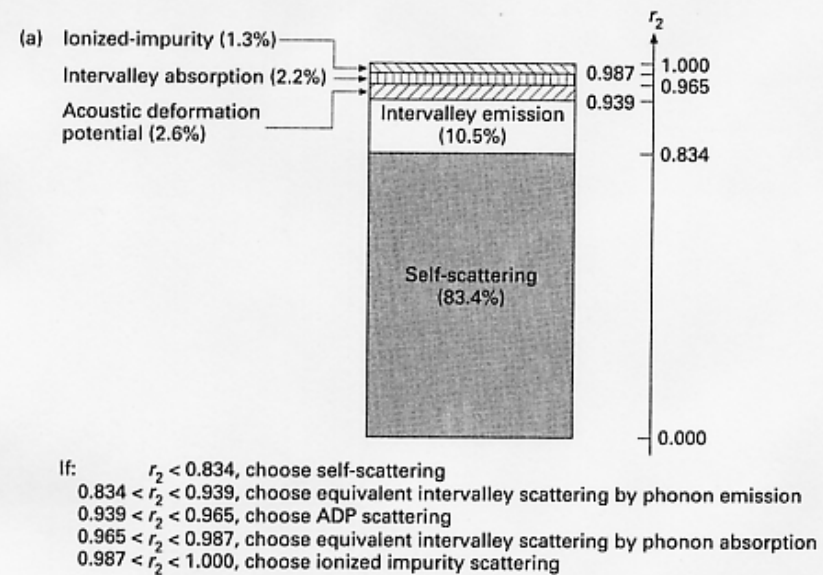 r2
(a) Ionized-impurity (1.3%)
Intervalley absorption (2.2%)
Acoustic deformation
potential (2.6%)
Intervalley emission
(10.5%)
Self-scattering
(83.4%)
1.000
0.987
0.965
0.939
0.834
0.000
If: r2 < 0.834, choose self-scattering
0.834 < r2 < 0.939, choose equivalent intervalley scattering by phonon emission
0.939 < r2 < 0.965, choose ADP scattering
0.965 < r2 < 0.987, choose equivalent intervalley scattering by phonon absorption
0.987 < r2 < 1.000, choose ionized impurity scattering